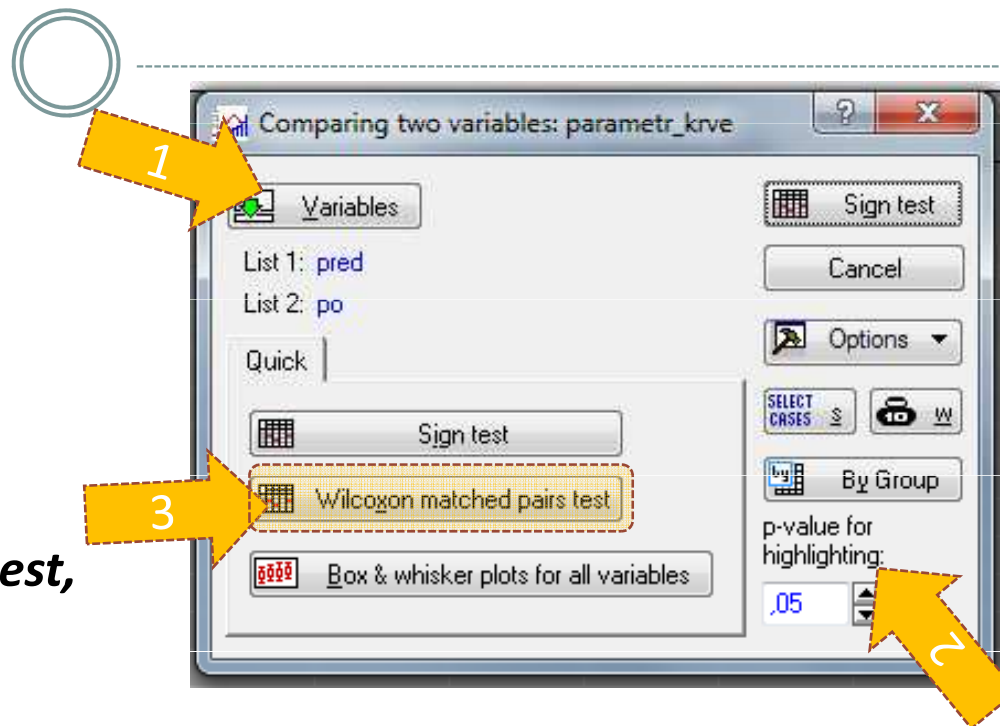 Comparing two variables: parametr_krve
1
Variables
List 1: pred
List 2: po
Quick
Sign test
Wilcoxon matched pairs test
3
Box & whisker plots for all variables
est,
Sign test
Cancel
Options
SELECT CASES S
W
By Group
p-value for
highlighting:
,05
2